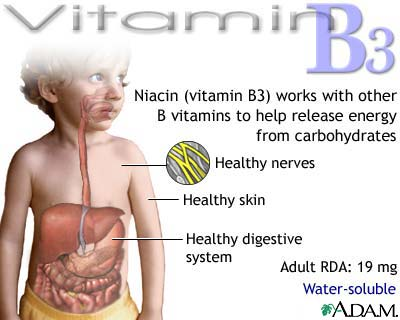 Vitamin B3
Niacin (vitamin B3) works with other
B vitamins to help release energy
from carbohydrates
Healthy nerves
Healthy skin
Healthy digestive
system
Adult RDA: 19 mg
Water-soluble
A.D.A.M.